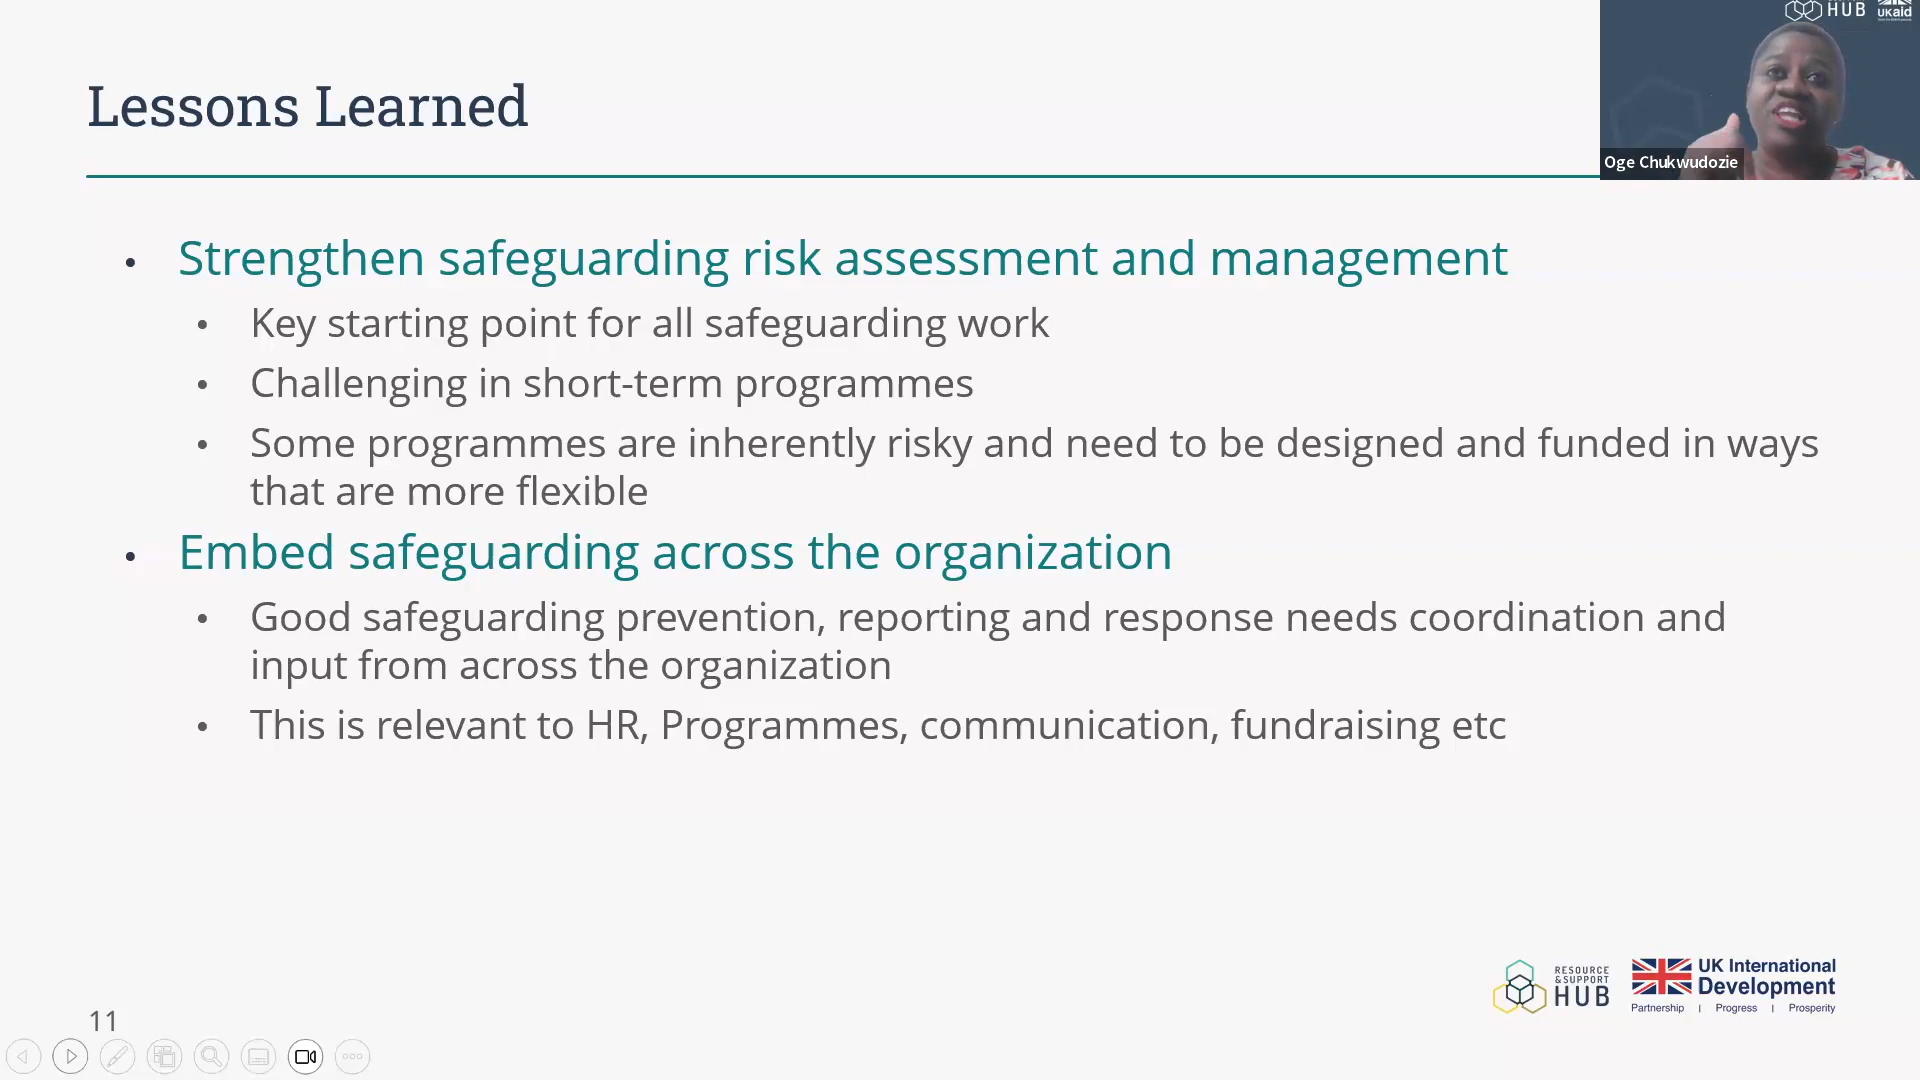 HUB
UKaid
Lessons Learned
Oge Chukwudozie
• Strengthen safeguarding risk assessment and management
• Key starting point for all safeguarding work
• Challenging in short-term programmes
• Some programmes are inherently risky and need to be designed and funded in ways
that are more flexible
• Embed safeguarding across the organization
• Good safeguarding prevention, reporting and response needs coordination and
input from across the organization
• This is relevant to HR, Programmes, communication, fundraising etc
RESOURCE
&SUPPORT
HUB
UK International
Development
Partnership | Progress | Prosperity
11